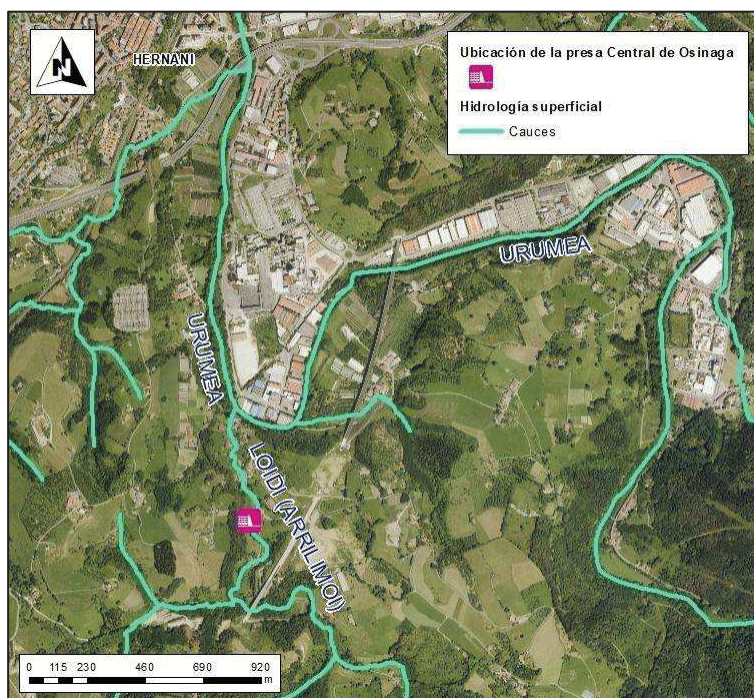 N
HERNANI
Ubicación de la presa Central de Osinaga
Hidrología superficial
Cauces
URUMEA
URUMEA
LOIDI (ARRILIMOI)
0 115 230 460 690 920
m